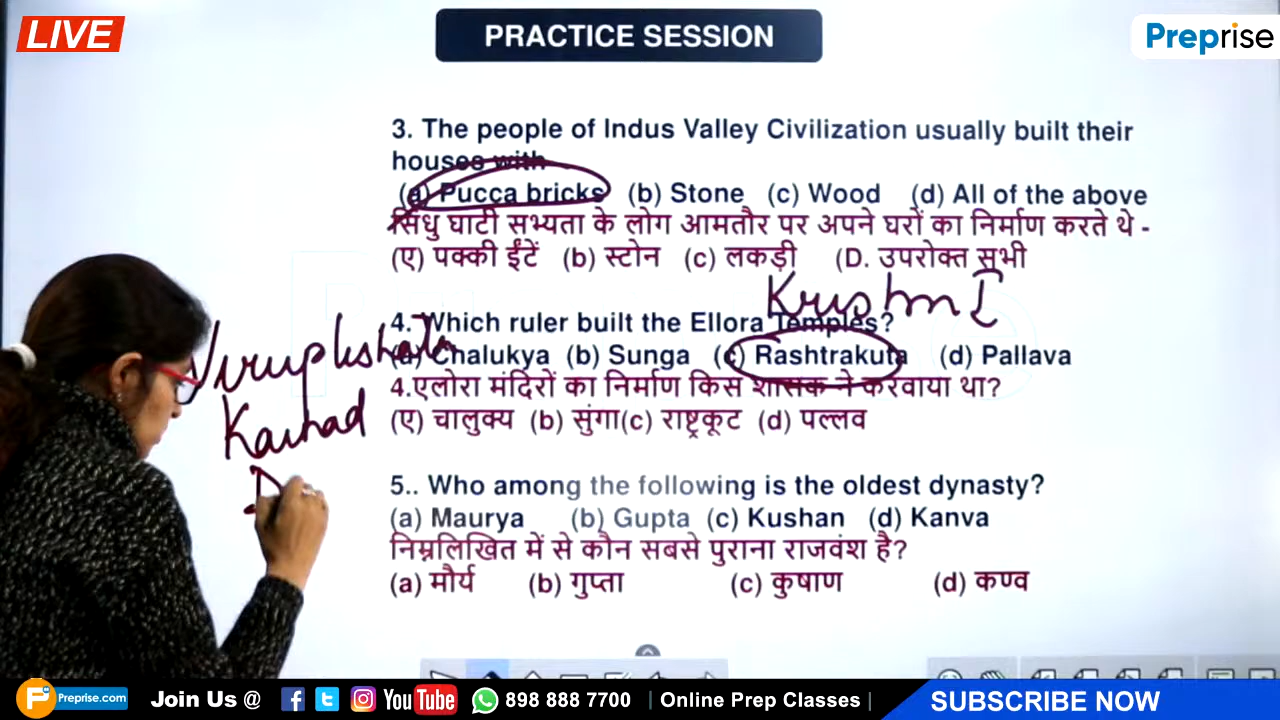 LIVE
PRACTICE SESSION
Preprise
3. The people of Indus Valley Civilization usually built their
houses with
(a) Pucca bricks (b) Stone (c) Wood (d) All of the above
सिंधु घाटी सभ्यता के लोग आमतौर पर अपने घरों का निर्माण करते थे -
(ए) पक्की ईंटें (b) स्टोन (c) लकड़ी (D. उपरोक्त सभी
Krishn I
4. Which ruler built the Ellora Temples?
Virupkshata
(a) Chalukya (b) Sunga (c) Rashtrakuta (d) Pallava
4.एलोरा मंदिरों का निर्माण किस शासक ने करवाया था?
(ए) चालुक्य (b) सुंगा(c) राष्ट्रकूट (d) पल्लव
5.. Who among the following is the oldest dynasty?
(a) Maurya (b) Gupta (c) Kushan (d) Kanva
निम्नलिखित में से कौन सबसे पुराना राजवंश है?
(a) मौर्य (b) गुप्ता (c) कुषाण (d) कण्व
P Preprise.com Join Us @ YouTube 898 888 7700 | Online Prep Classes | SUBSCRIBE NOW